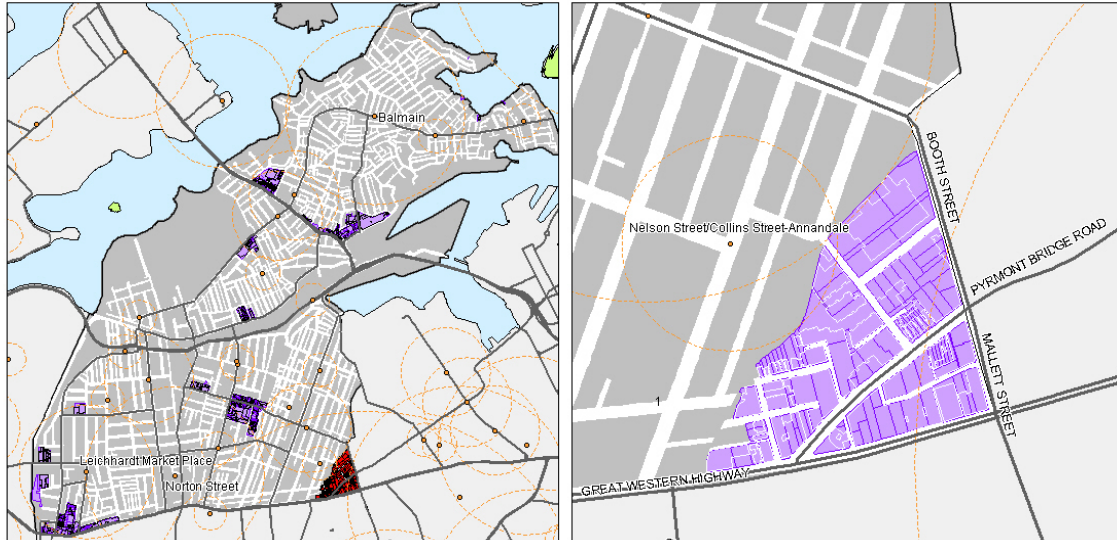 Balmain
Leichhardt Market Place
Norton Street
BOOTH STREET
Nelson Street/Collins Street-Annandale
PYRMONT BRIDGE ROAD
MALLETT STREET
1
GREAT WESTERN HIGHWAY